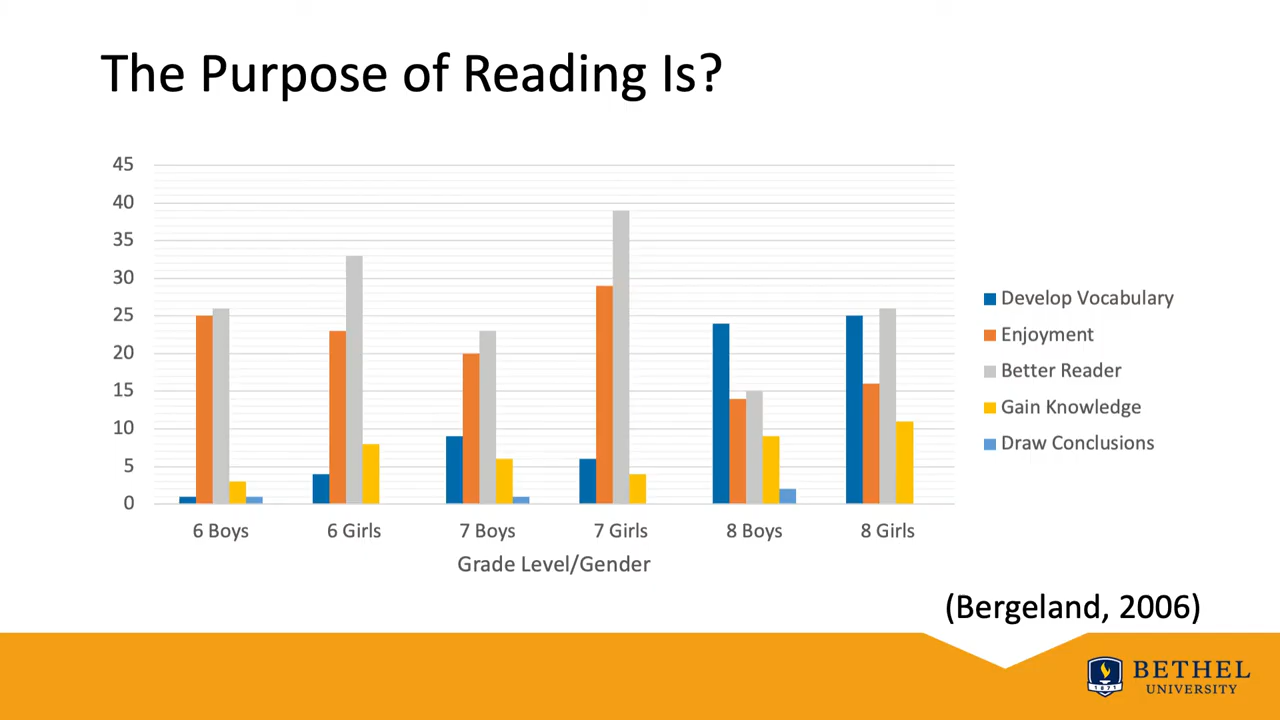 The Purpose of Reading Is?
45
40
35
30
25
20
15
10
5
0
6 Boys
6 Girls
7 Boys
7 Girls
8 Boys
8 Girls
Grade Level/Gender
Develop Vocabulary
Enjoyment
Better Reader
Gain Knowledge
Draw Conclusions
(Bergeland, 2006)
1871
BETHEL
UNIVERSITY